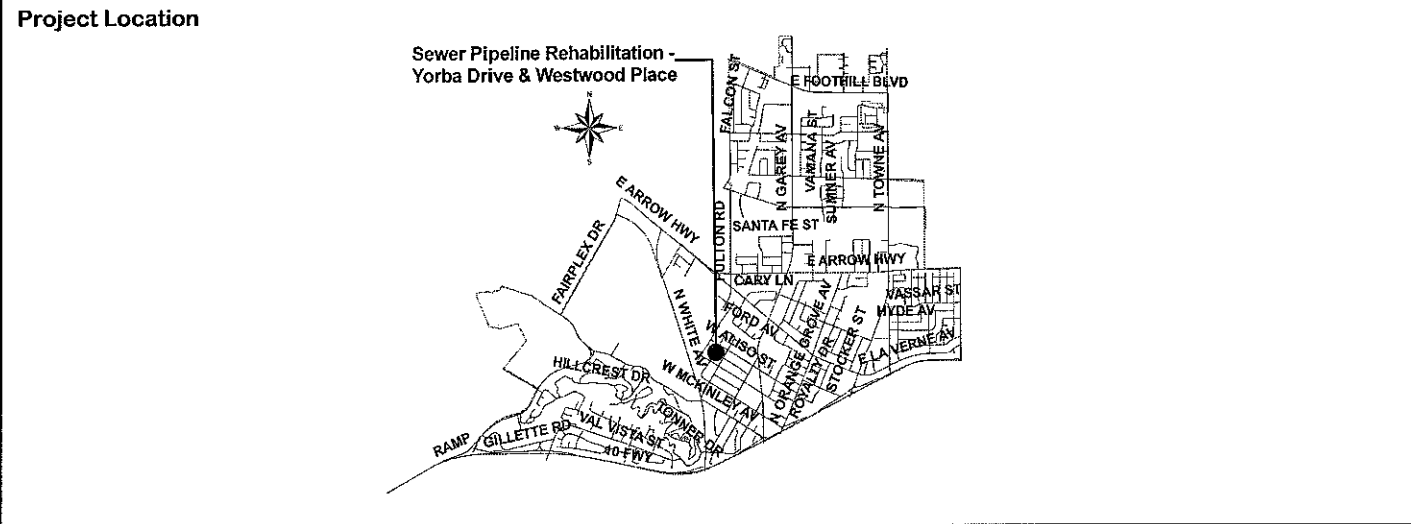 Project Location
Sewer Pipeline Rehabilitation -
Yorba Drive & Westwood Place
N
W
E
S
FALCON ST
E FOOTHILL BLVD
N GAREY AV
VAMANA ST
SUMNER AV
N TOWNE AV
E ARROW HWY
FULTON RD
SANTA FE ST
FAIRPLEX DR
E ARROW HWY
CARY LN
N WHITE AV
VASSAR ST
HYDE AV
FORD AV
W ALISO ST
N ORANGE GROVE AV
ROYALTY DR
STOCKER ST
E LA VERNE AV
HILLCREST DR
W MCKINLEY AV
TONNER DR
VAL VISTA ST
RAMP
GILLETTE RD
10 FWY